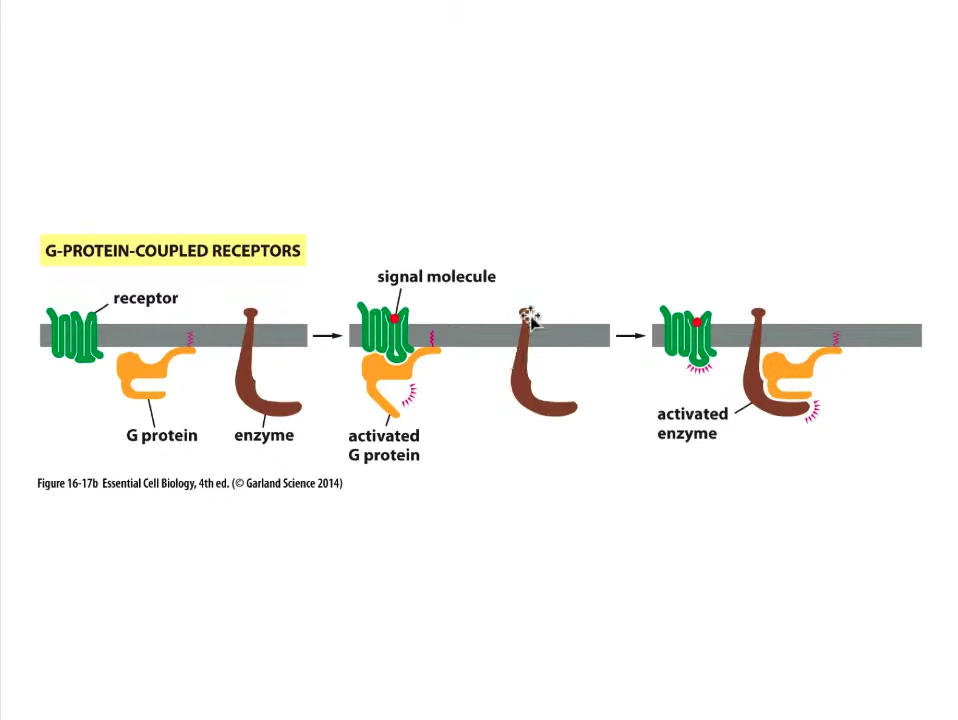 G-PROTEIN-COUPLED RECEPTORS
signal molecule
receptor
G protein
enzyme
activated
G protein
activated
enzyme
Figure 16-17b Essential Cell Biology, 4th ed. (© Garland Science 2014)